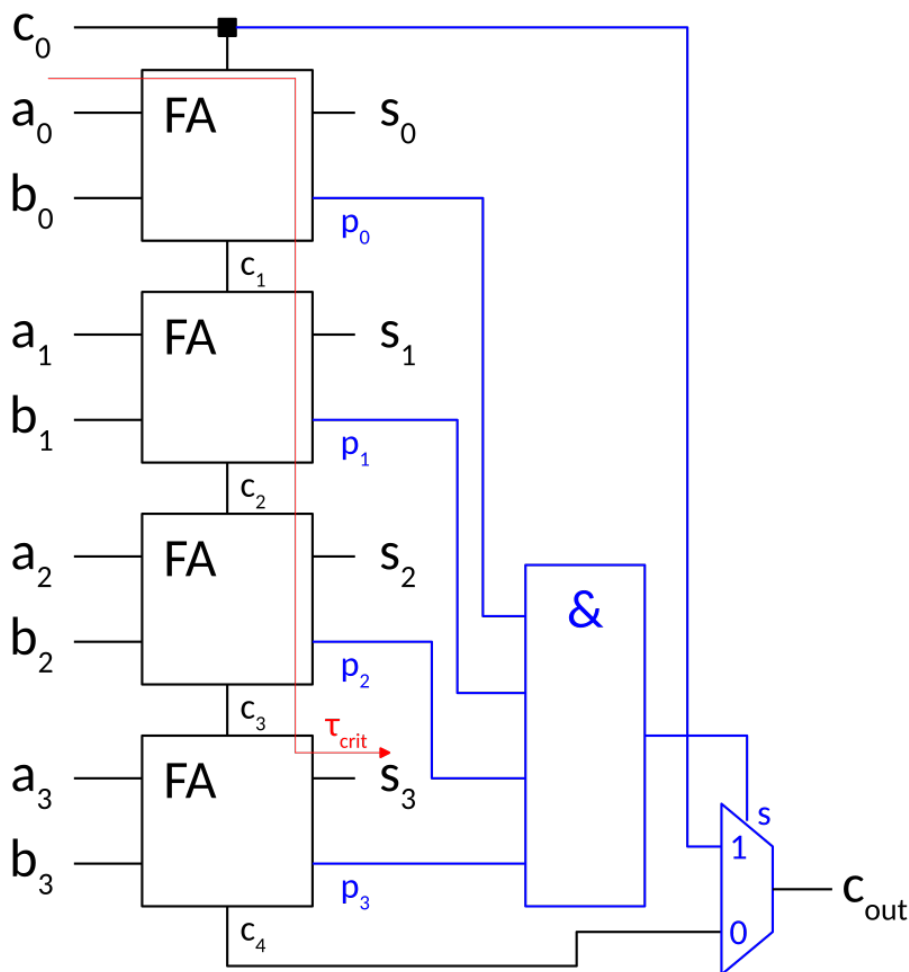 c₀
a₀ FA s₀
b₀ p₀
c₁
a₁ FA s₁
b₁ p₁
c₂
a₂ FA s₂
&
b₂ p₂
c₃
τcrit
a₃ FA s₃
s
1
b₃ p₃
cout
c₄ 0